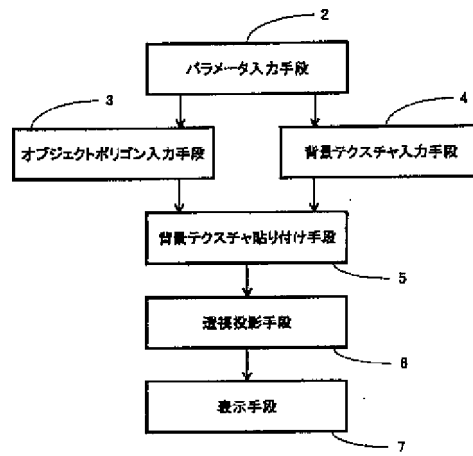 2
パラメータ入力手段
3
4
オブジェクトポリゴン入力手段
背景テクスチャ入力手段
背景テクスチャ貼り付け手段
5
透視投影手段
6
表示手段
7